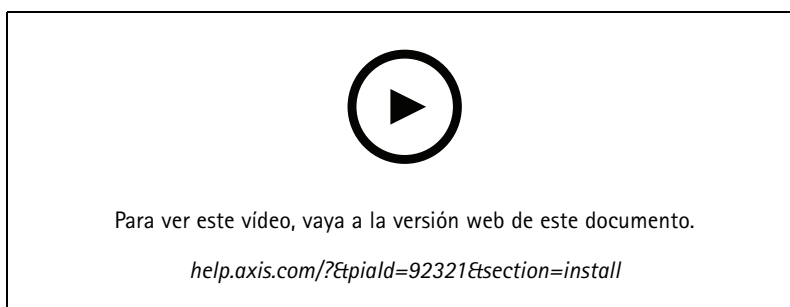 Para ver este vídeo, vaya a la versión web de este documento.
help.axis.com/?&piaId=92321&section=install